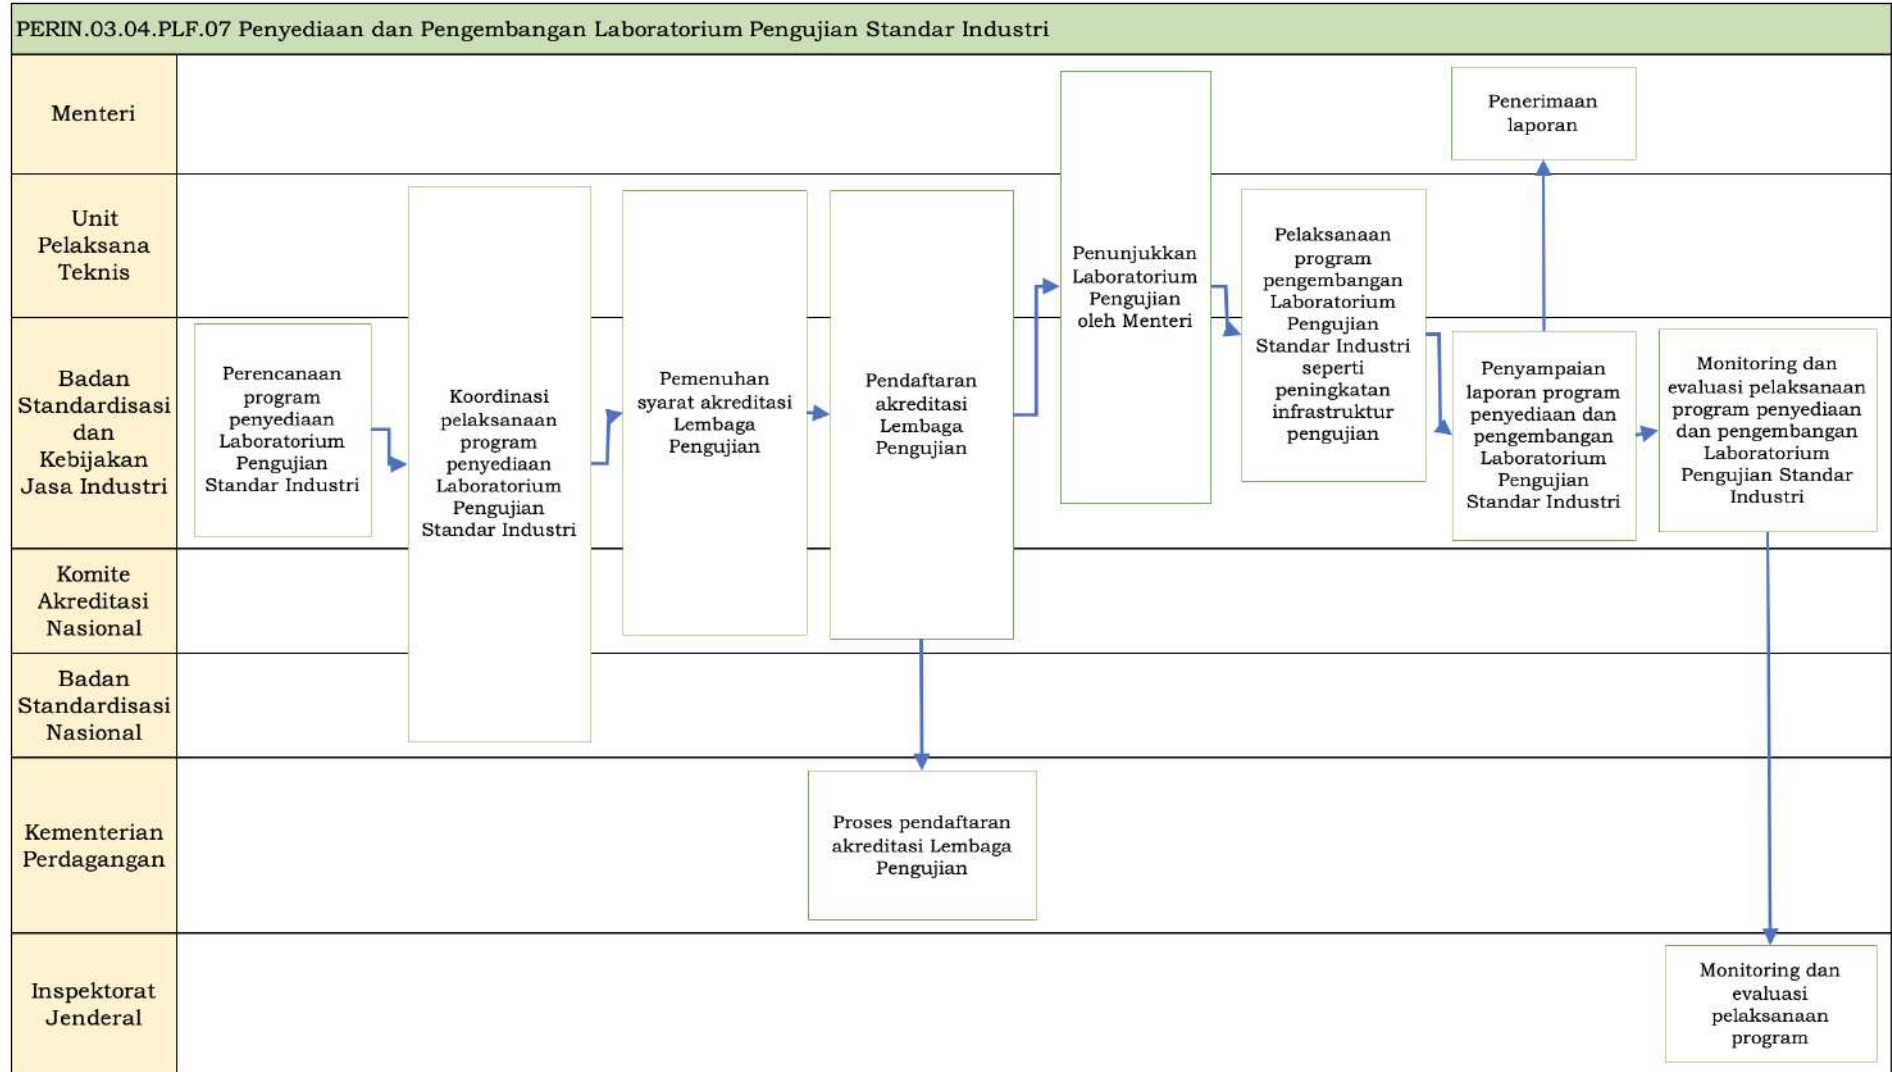 PERIN.03.04.PLF.07 Penyediaan dan Pengembangan Laboratorium Pengujian Standar Industri
Menteri
Penunjukkan
Laboratorium
Pengujian
oleh Menteri
Penerimaan
laporan
Unit
Pelaksana
Teknis
Pelaksanaan
program
pengembangan
Laboratorium
Pengujian
Standar Industri
seperti
peningkatan
infrastruktur
pengujian
Badan
Standardisasi
dan
Kebijakan
Jasa Industri
Perencanaan
program
penyediaan
Laboratorium
Pengujian
Standar Industri
Koordinasi
pelaksanaan
program
penyediaan
Laboratorium
Pengujian
Standar Industri
Pemenuhan
syarat akreditasi
Lembaga
Pengujian
Pendaftaran
akreditasi
Lembaga
Pengujian
Penyampaian
laporan program
penyediaan dan
pengembangan
Laboratorium
Pengujian
Standar Industri
Monitoring dan
evaluasi pelaksanaan
program penyediaan
dan pengembangan
Laboratorium
Pengujian Standar
Industri
Komite
Akreditasi
Nasional
Badan
Standardisasi
Nasional
Kementerian
Perdagangan
Proses pendaftaran
akreditasi Lembaga
Pengujian
Inspektorat
Jenderal
Monitoring dan
evaluasi
pelaksanaan
program